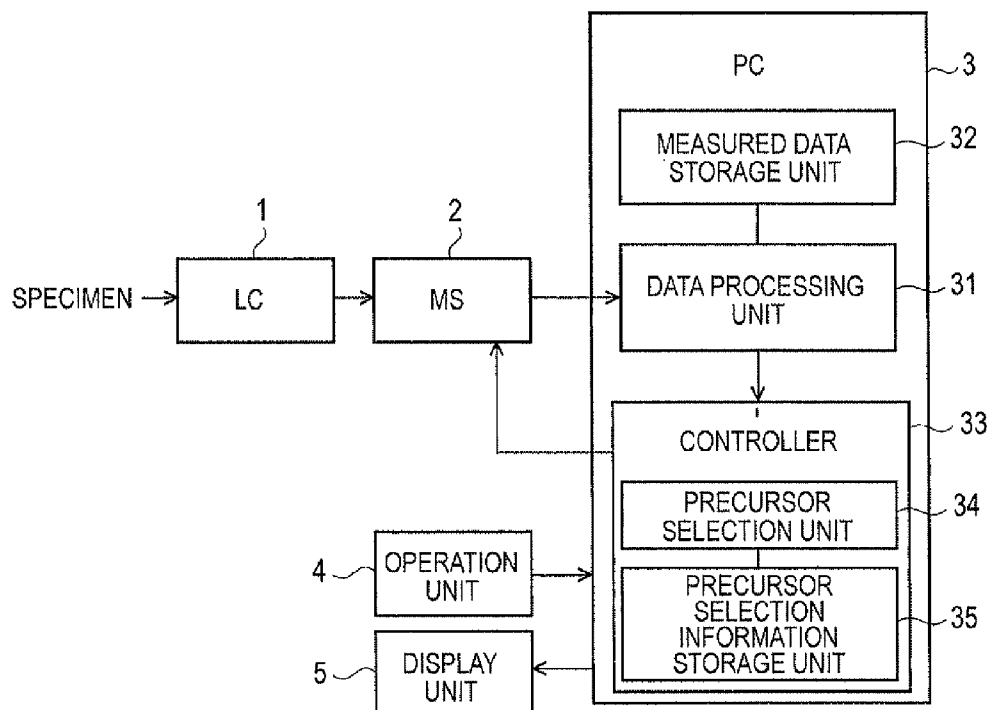 PC
3
MEASURED DATA
STORAGE UNIT
32
1
2
SPECIMEN
LC
MS
DATA PROCESSING
UNIT
31
CONTROLLER
33
PRECURSOR
SELECTION UNIT
34
4
OPERATION
UNIT
PRECURSOR
SELECTION
INFORMATION
STORAGE UNIT
35
5
DISPLAY
UNIT